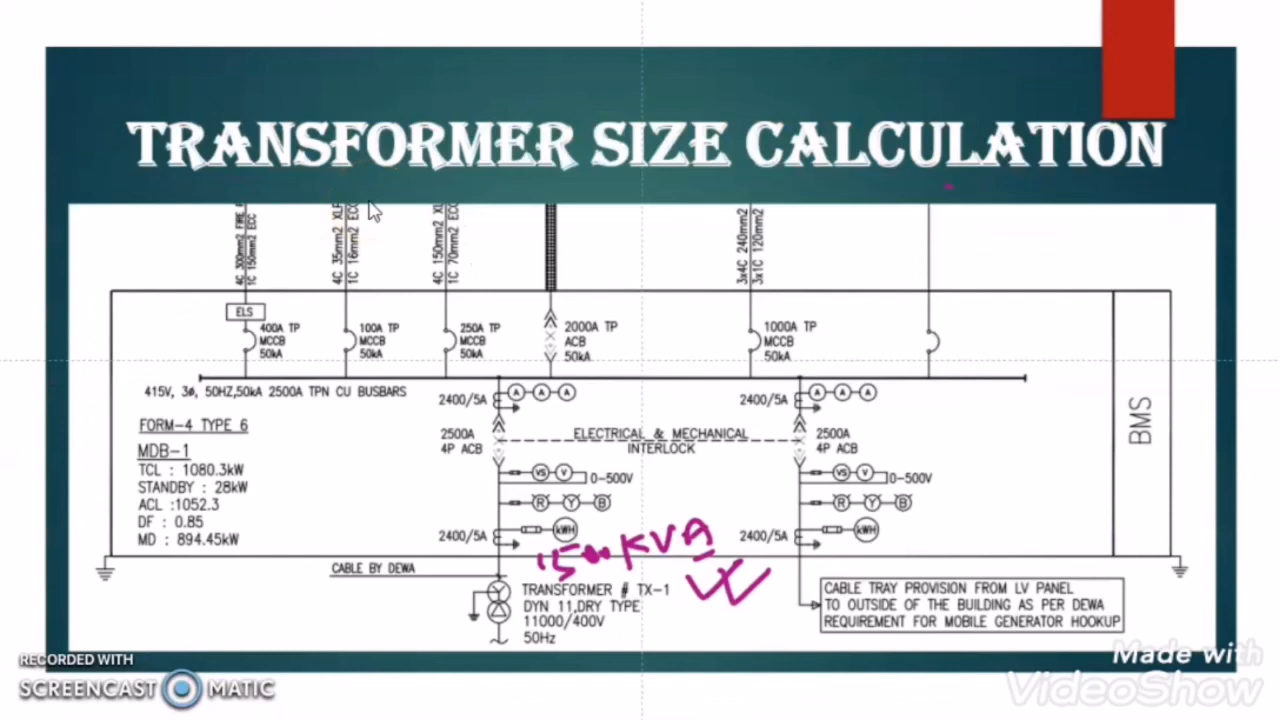 TRANSFORMER SIZE CALCULATION
1C 150mm2 ECC
4C 35mm2
1C 16mm2
4C 150mm2
1C 70mm2
3x4C 240mm2
3x1C 120mm2
ELS
400A TP
MCCB
50kA
100A TP
MCCB
50kA
250A TP
MCCB
50kA
2000A TP
ACB
50kA
1000A TP
MCCB
50kA
BMS
415V, 3ø, 50HZ,50kA 2500A TPN CU BUSBARS
2400/5A
A A A
2400/5A
A A A
FORM-4 TYPE 6
2500A
4P ACB
ELECTRICAL & MECHANICAL
INTERLOCK
2500A
4P ACB
MDB-1
TCL : 1080.3kW
STANDBY : 28kW
ACL :1052.3
DF : 0.85
MD : 894.45kW
VS V 0-500V
VS V 0-500V
R Y B
R Y B
2400/5A
kWH
2400/5A
kWH
1500 KVA
CABLE BY DEWA
TRANSFORMER # TX-1
DYN 11,DRY TYPE
11000/400V
50Hz
CABLE TRAY PROVISION FROM LV PANEL
TO OUTSIDE OF THE BUILDING AS PER DEWA
REQUIREMENT FOR MOBILE GENERATOR HOOKUP
RECORDED WITH
SCREENCAST MATIC
Made with
VideoShow